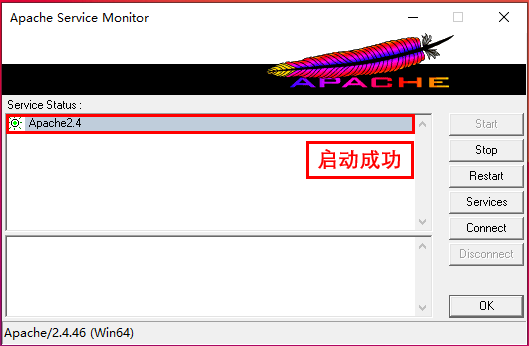 Apache Service Monitor
APACHE
Service Status :
Apache2.4
启动成功
Start
Stop
Restart
Services
Connect
Disconnect
OK
Apache/2.4.46 (Win64)